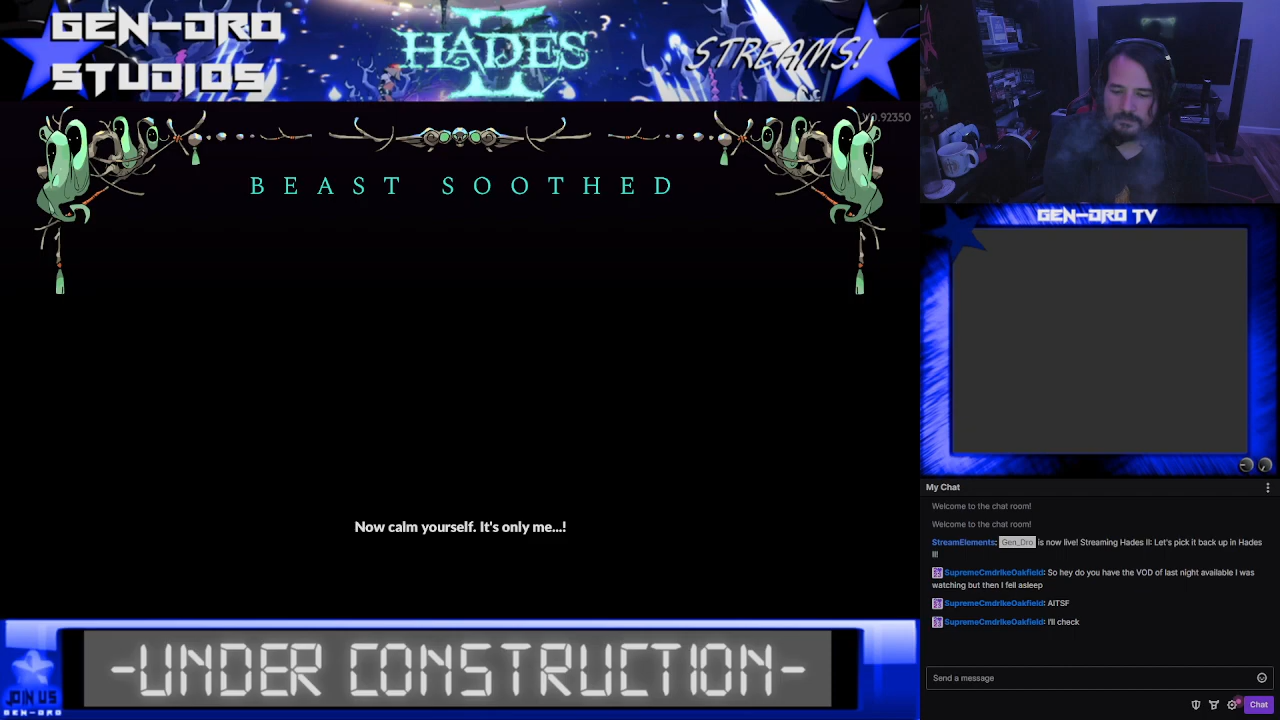 GEN-DRO
STUDIOS
HADES
II
?
STREAMS!
V0.92350
BEAST SOOTHED
Now calm yourself. It's only me...!
-UNDER CONSTRUCTION-
JOIN US
GEN-DRO
GEN-DRO TV
My Chat
Welcome to the chat room!
Welcome to the chat room!
StreamElements: Gen_Dro is now live! Streaming Hades II: Let's pick it back up in Hades
II!
SupremeCmdrIkeOakfield: So hey do you have the VOD of last night available I was
watching but then I fell asleep
SupremeCmdrIkeOakfield: AITSF
SupremeCmdrIkeOakfield: I'll check
Send a message
Chat